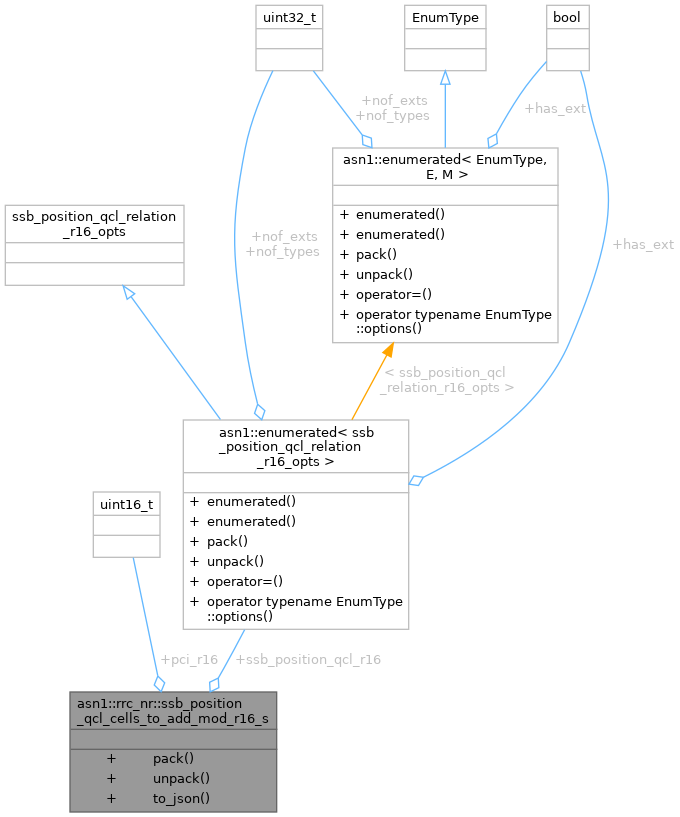 uint32_t
EnumType
bool
+nof_exts
+nof_types
+has_ext
asn1::enumerated< EnumType,
E, M >
+ enumerated()
+ enumerated()
+ pack()
+ unpack()
+ operator=()
+ operator typename EnumType
::options()
ssb_position_qcl_relation
_r16_opts
+nof_exts
+nof_types
+has_ext
< ssb_position_qcl
_relation_r16_opts >
asn1::enumerated< ssb
_position_qcl_relation
_r16_opts >
+ enumerated()
+ enumerated()
+ pack()
+ unpack()
+ operator=()
+ operator typename EnumType
::options()
uint16_t
+pci_r16
+ssb_position_qcl_r16
asn1::rrc_nr::ssb_position
_qcl_cells_to_add_mod_r16_s
+ pack()
+ unpack()
+ to_json()